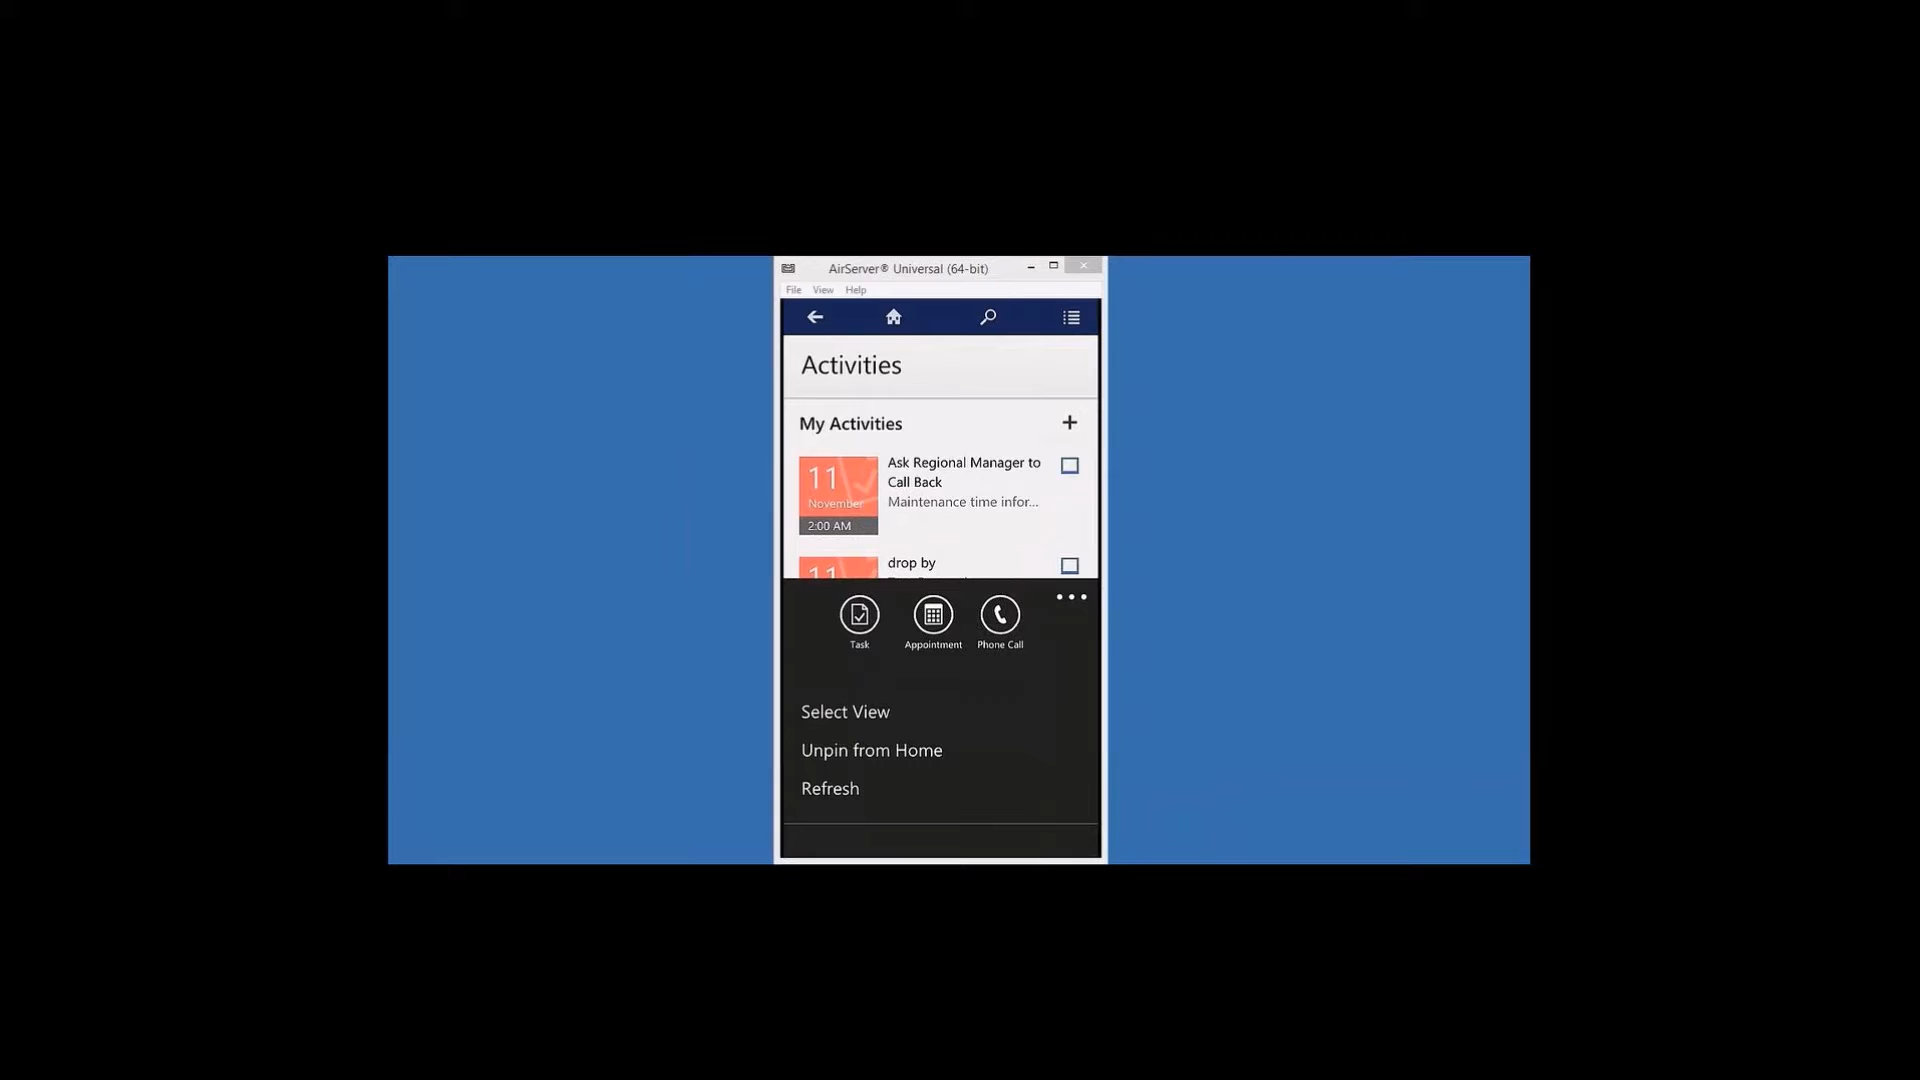 AirServer® Universal (64-bit)
File View Help
Activities
My Activities
11
November
2:00 AM
Ask Regional Manager to
Call Back
Maintenance time infor...
11
drop by
Task
Appointment
Phone Call
Select View
Unpin from Home
Refresh